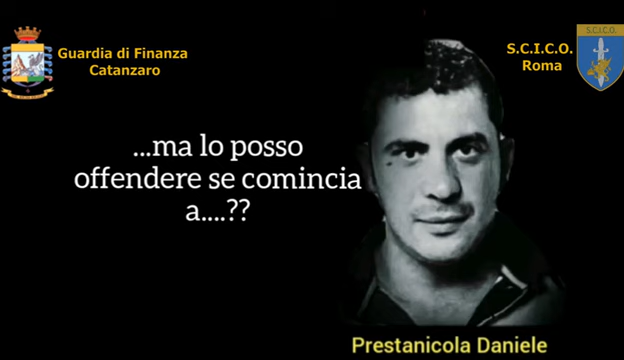 Guardia di Finanza
Catanzaro
S.C.I.C.O.
Roma
S.C.I.C.O.
...ma lo posso
offendere se comincia
a....??
Prestanicola Daniele